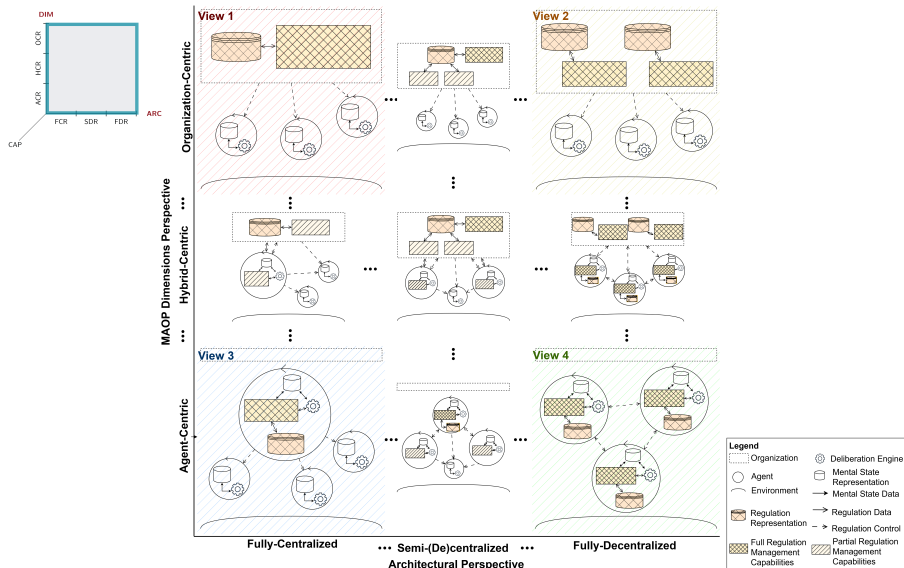 DIM
OCR
HCR
ACR
FCR SDR FDR
ARC
CAP
View 1
View 2
View 3
View 4
MAOP Dimensions Perspective
Organization-Centric
Hybrid-Centric
Agent-Centric
Fully-Centralized
Semi-(De)centralized
Fully-Decentralized
Architectural Perspective
Legend
Organization
Agent
Environment
Regulation
Representation
Full Regulation
Management
Capabilities
Deliberation Engine
Mental State
Representation
Mental State Data
Regulation Data
Regulation Control
Partial Regulation
Management
Capabilities